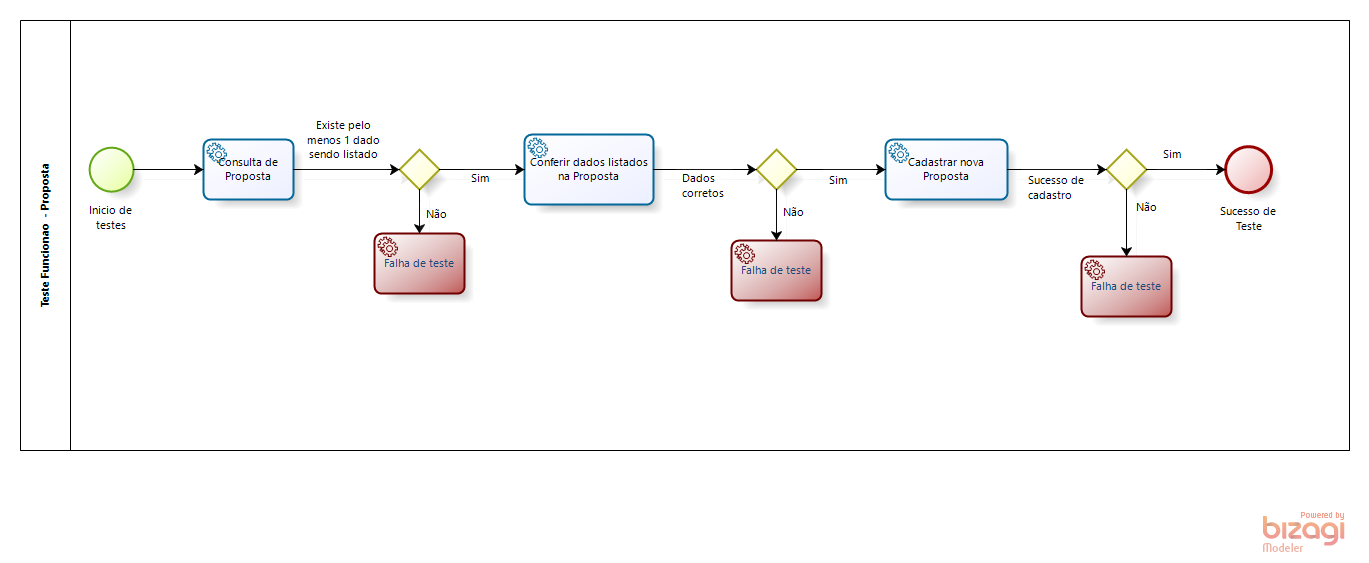 Teste Funcionao - Proposta
Inicio de
testes
Consulta de
Proposta
Existe pelo
menos 1 dado
sendo listado
Sim
Não
Falha de teste
Conferir dados listados
na Proposta
Dados
corretos
Sim
Não
Falha de teste
Cadastrar nova
Proposta
Sucesso de
cadastro
Sim
Não
Falha de teste
Sucesso de
Teste
Powered by
bizagi
Modeler